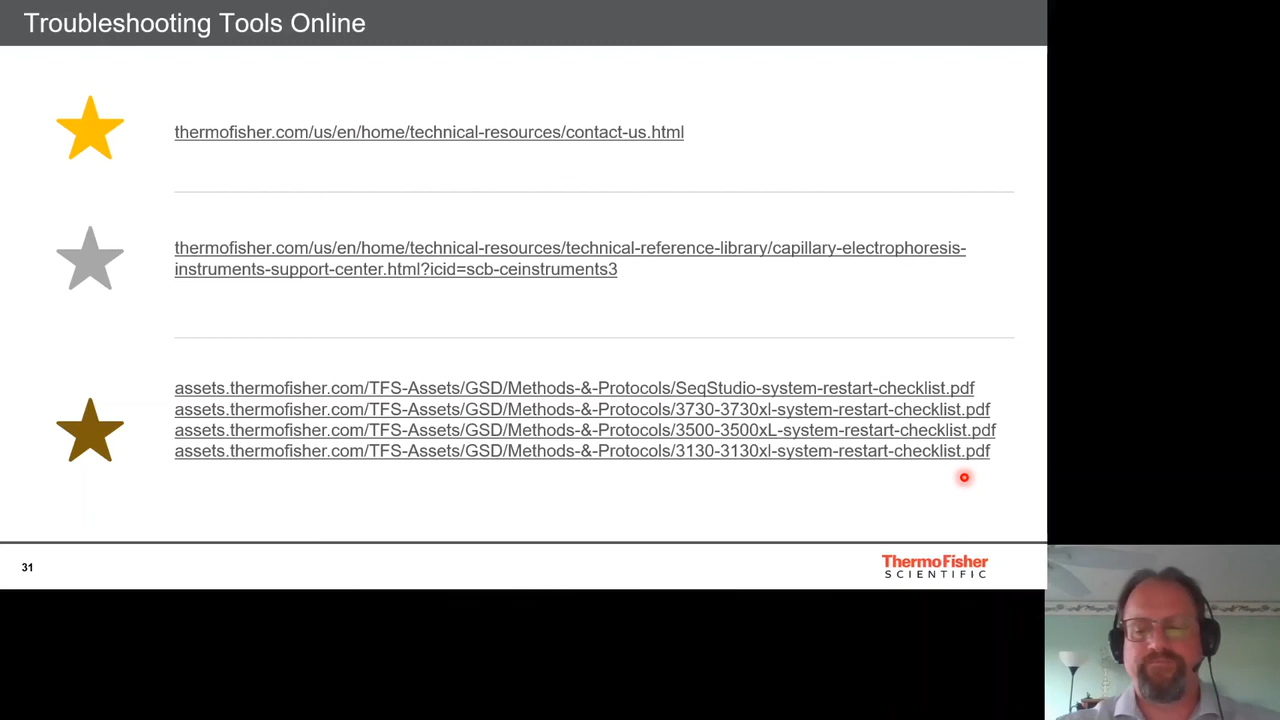 Troubleshooting Tools Online
thermofisher.com/us/en/home/technical-resources/contact-us.html
thermofisher.com/us/en/home/technical-resources/technical-reference-library/capillary-electrophoresis-
instruments-support-center.html?icid=scb-ceinstruments3
assets.thermofisher.com/TFS-Assets/GSD/Methods-&-Protocols/SeqStudio-system-restart-checklist.pdf
assets.thermofisher.com/TFS-Assets/GSD/Methods-&-Protocols/3730-3730xl-system-restart-checklist.pdf
assets.thermofisher.com/TFS-Assets/GSD/Methods-&-Protocols/3500-3500xL-system-restart-checklist.pdf
assets.thermofisher.com/TFS-Assets/GSD/Methods-&-Protocols/3130-3130xl-system-restart-checklist.pdf
31
ThermoFisher
SCIENTIFIC